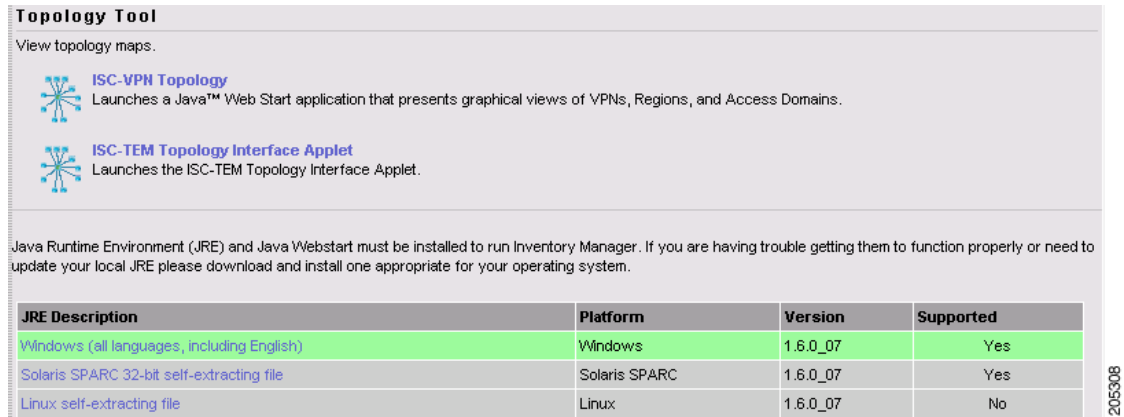 Topology Tool
View topology maps.
ISC-VPN Topology
Launches a Java™ Web Start application that presents graphical views of VPNs, Regions, and Access Domains.
ISC-TEM Topology Interface Applet
Launches the ISC-TEM Topology Interface Applet.
Java Runtime Environment (JRE) and Java Webstart must be installed to run Inventory Manager. If you are having trouble getting them to function properly or need to
update your local JRE please download and install one appropriate for your operating system.
JRE Description Platform Version Supported
Windows (all languages, including English) Windows 1.6.0_07 Yes
Solaris SPARC 32-bit self-extracting file Solaris SPARC 1.6.0_07 Yes
Linux self-extracting file Linux 1.6.0_07 No
205308